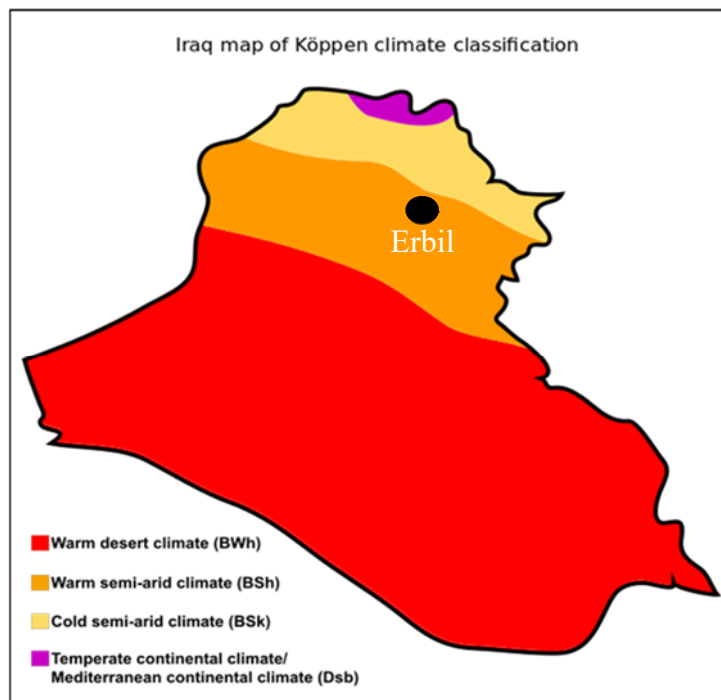 Iraq map of Köppen climate classification
Erbil
Warm desert climate (BWh)
Warm semi-arid climate (BSh)
Cold semi-arid climate (BSk)
Temperate continental climate/
Mediterranean continental climate (Dsb)